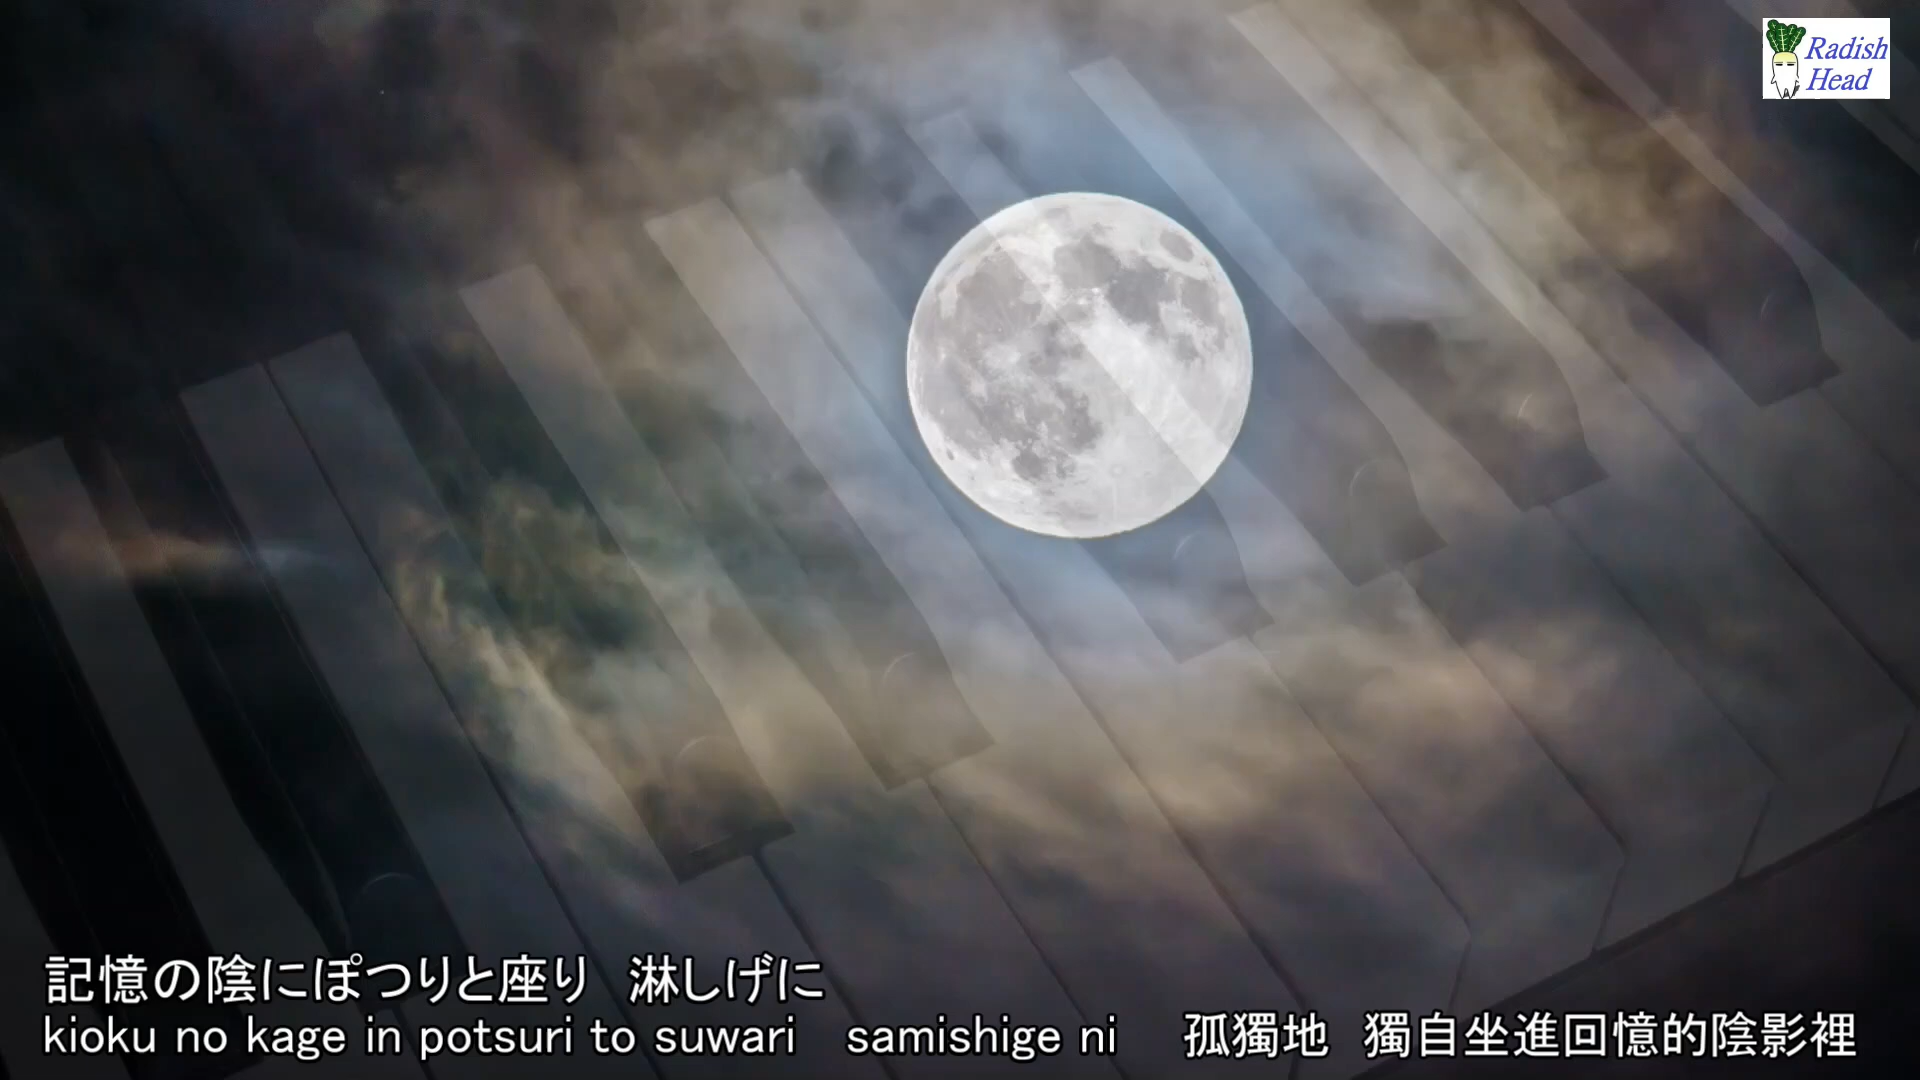 Radish
Head
記憶の陰にぽつりと座り　淋しげに
kioku no kage in potsuri to suwari　samishige ni　孤獨地　獨自坐進回憶的陰影裡